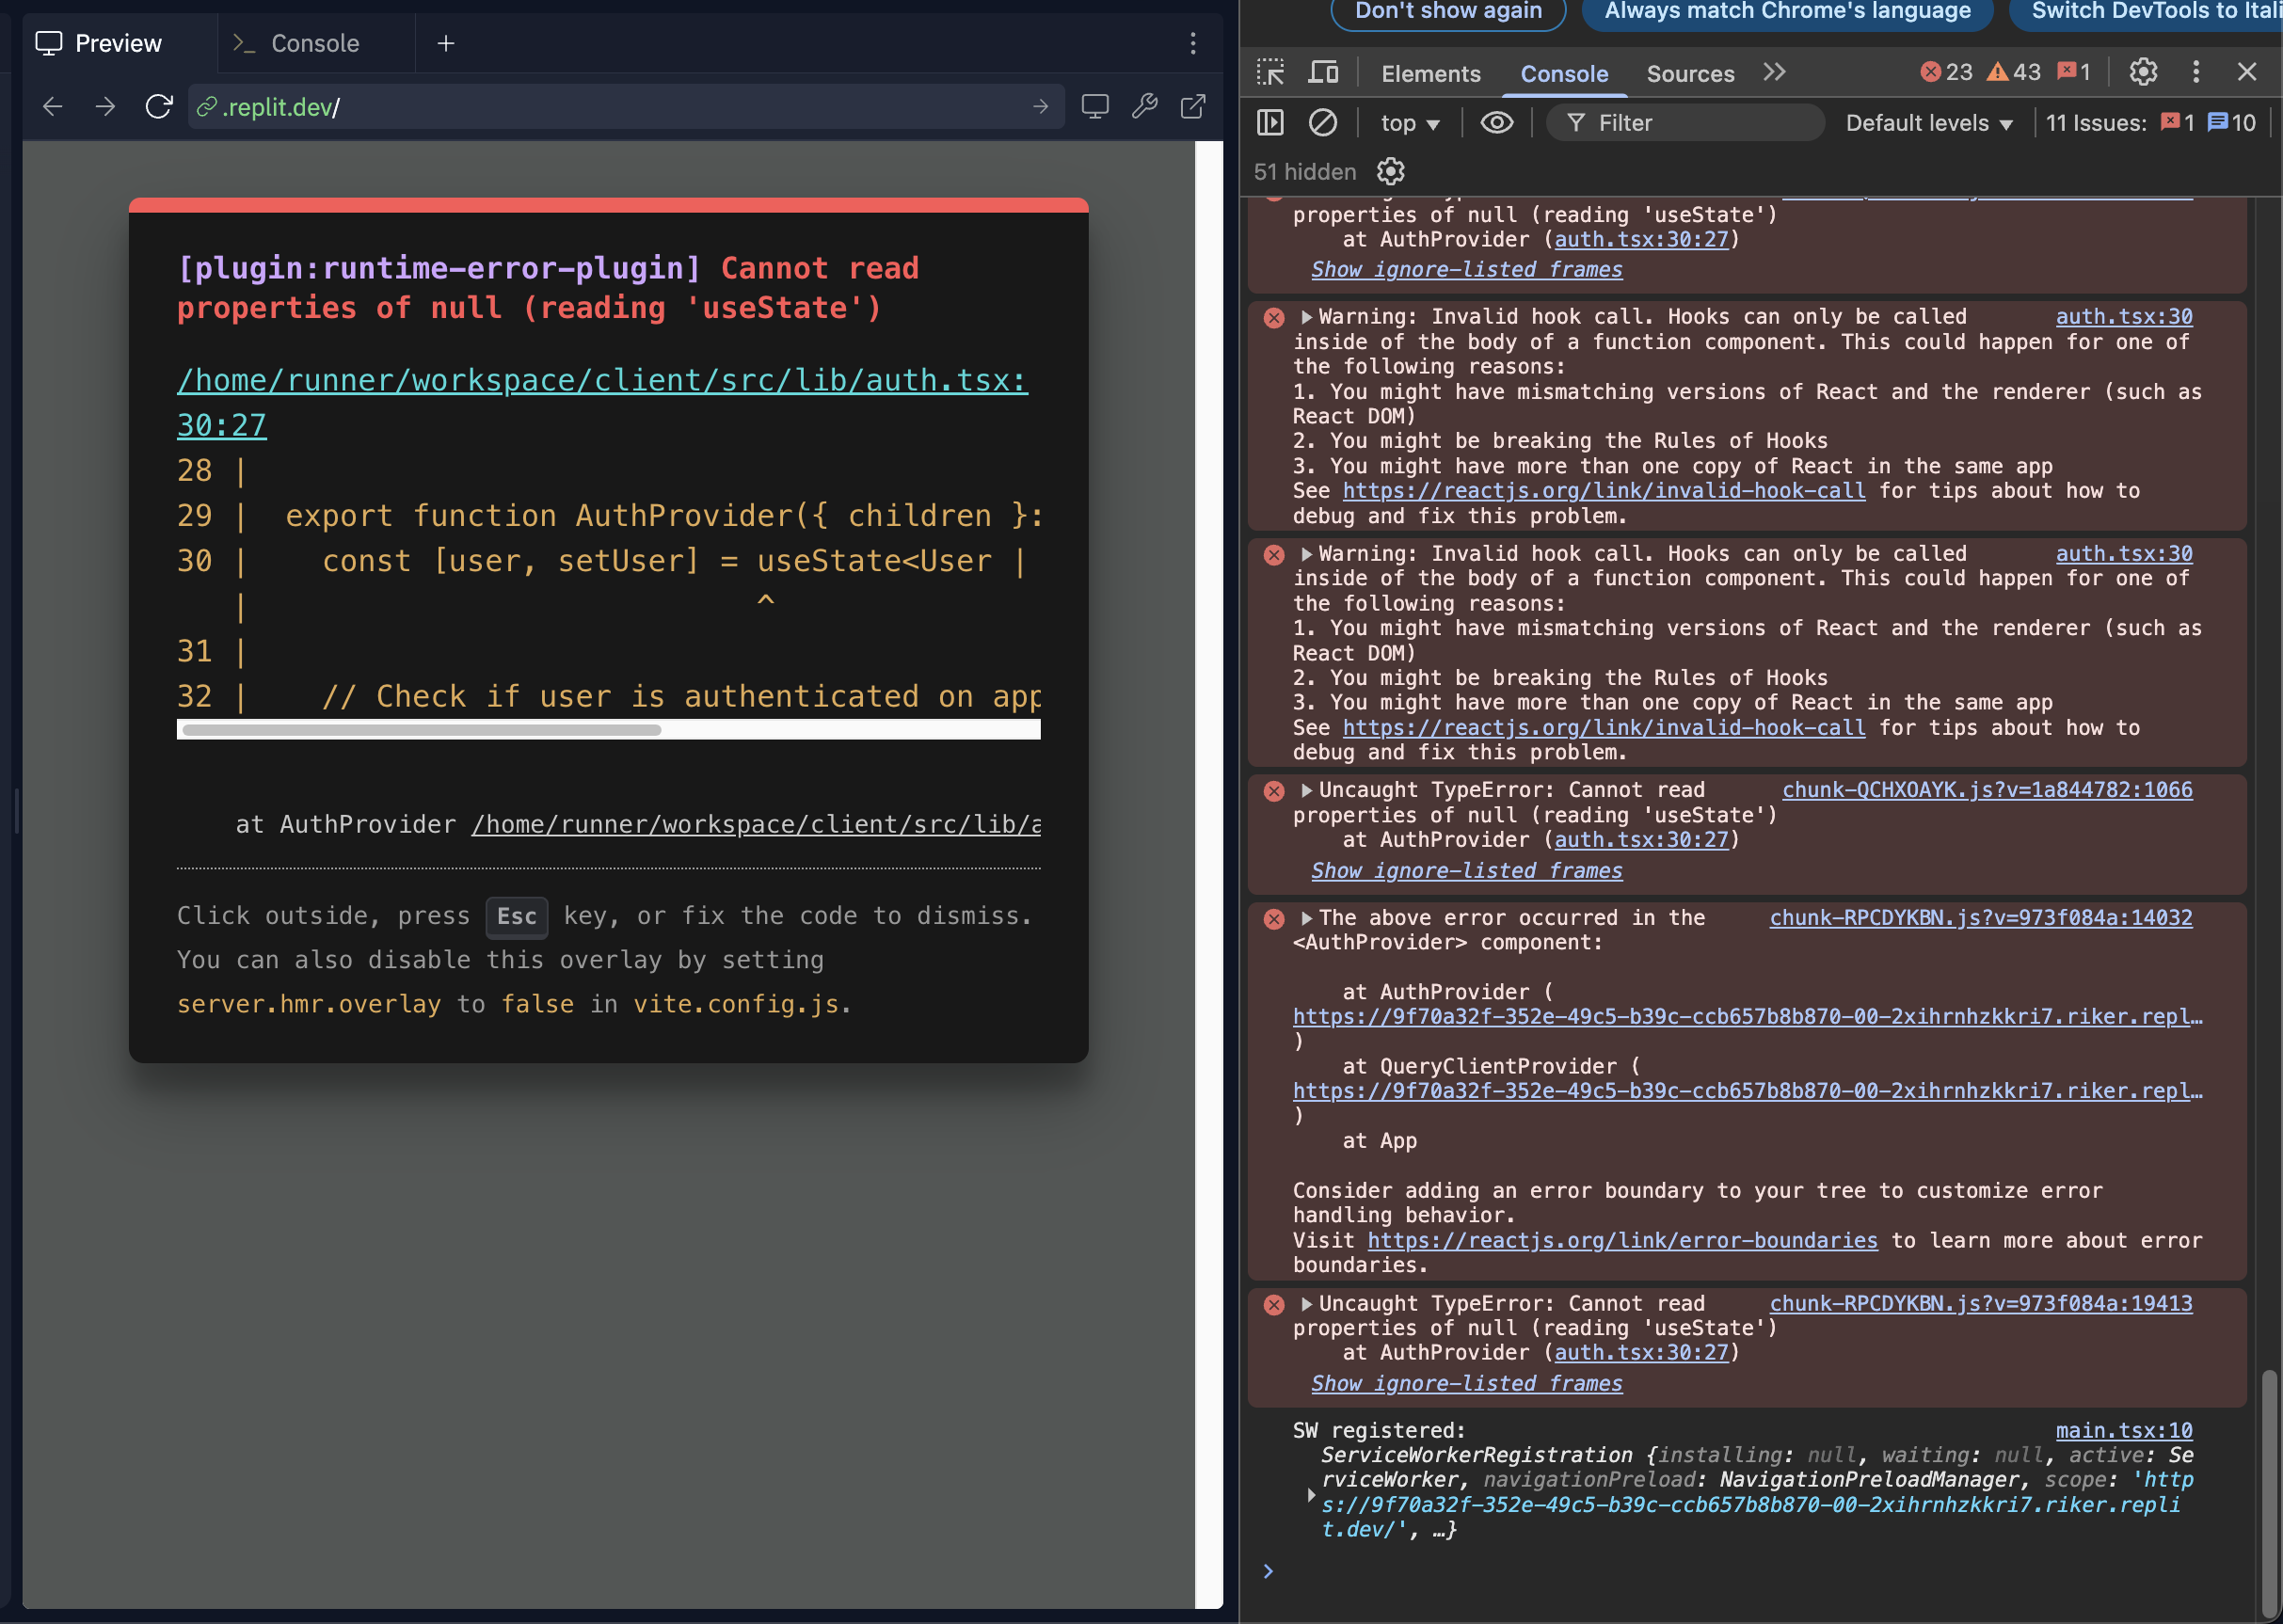 Preview
Console
.replit.dev/
[plugin:runtime-error-plugin] Cannot read
properties of null (reading 'useState')
/home/runner/workspace/client/src/lib/auth.tsx:
30:27
28 |
29 |  export function AuthProvider({ children }:
30 |    const [user, setUser] = useState<User |
   |                            ^
31 |
32 |    // Check if user is authenticated on app
at AuthProvider /home/runner/workspace/client/src/lib/a
Click outside, press Esc key, or fix the code to dismiss.
You can also disable this overlay by setting
server.hmr.overlay to false in vite.config.js.
Don't show again
Always match Chrome's language
Switch DevTools to Itali
Elements
Console
Sources
23
43
1
top
Filter
Default levels
11 Issues: 1 10
51 hidden
properties of null (reading 'useState')
at AuthProvider (auth.tsx:30:27)
Show ignore-listed frames
Warning: Invalid hook call. Hooks can only be called auth.tsx:30
inside of the body of a function component. This could happen for one of
the following reasons:
1. You might have mismatching versions of React and the renderer (such as
React DOM)
2. You might be breaking the Rules of Hooks
3. You might have more than one copy of React in the same app
See https://reactjs.org/link/invalid-hook-call for tips about how to
debug and fix this problem.
Warning: Invalid hook call. Hooks can only be called auth.tsx:30
inside of the body of a function component. This could happen for one of
the following reasons:
1. You might have mismatching versions of React and the renderer (such as
React DOM)
2. You might be breaking the Rules of Hooks
3. You might have more than one copy of React in the same app
See https://reactjs.org/link/invalid-hook-call for tips about how to
debug and fix this problem.
Uncaught TypeError: Cannot read chunk-QCHXOAYK.js?v=1a844782:1066
properties of null (reading 'useState')
at AuthProvider (auth.tsx:30:27)
Show ignore-listed frames
The above error occurred in the chunk-RPCDYKBN.js?v=973f084a:14032
<AuthProvider> component:
at AuthProvider (
https://9f70a32f-352e-49c5-b39c-ccb657b8b870-00-2xihrnhzkkri7.riker.repl…
)
at QueryClientProvider (
https://9f70a32f-352e-49c5-b39c-ccb657b8b870-00-2xihrnhzkkri7.riker.repl…
)
at App
Consider adding an error boundary to your tree to customize error
handling behavior.
Visit https://reactjs.org/link/error-boundaries to learn more about error
boundaries.
Uncaught TypeError: Cannot read chunk-RPCDYKBN.js?v=973f084a:19413
properties of null (reading 'useState')
at AuthProvider (auth.tsx:30:27)
Show ignore-listed frames
SW registered: main.tsx:10
ServiceWorkerRegistration {installing: null, waiting: null, active: Se
rviceWorker, navigationPreload: NavigationPreloadManager, scope: 'http
s://9f70a32f-352e-49c5-b39c-ccb657b8b870-00-2xihrnhzkkri7.riker.repli
t.dev/', …}